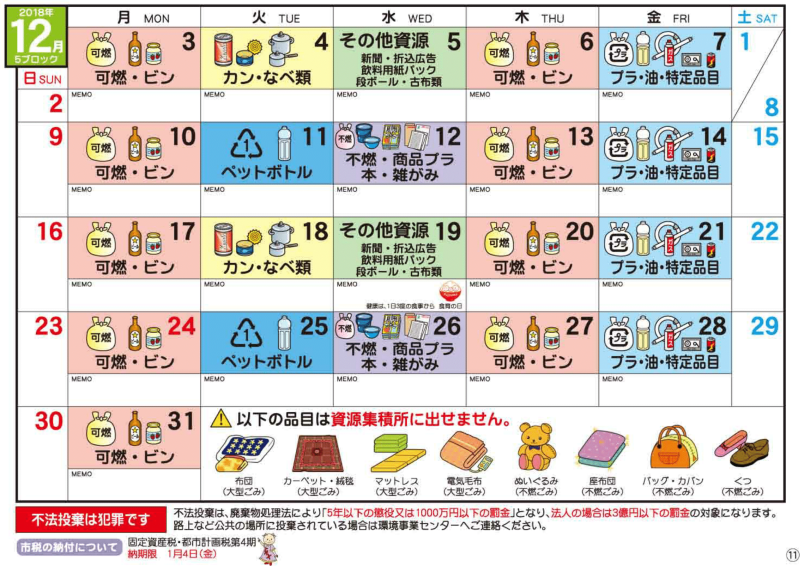 2018年
12月
5ブロック
月 MON
火 TUE
水 WED
木 THU
金 FRI
土 SAT
日 SUN
可燃
3
可燃・ビン
MEMO
4
カン・なべ類
MEMO
その他資源 5
新聞・折込広告
飲料用紙パック
段ボール・古布類
MEMO
可燃
6
可燃・ビン
MEMO
プラ
7
プラ・油・特定品目
MEMO
1
2
8
9
可燃
10
可燃・ビン
MEMO
1
11
ペットボトル
MEMO
不燃
12
不燃・商品プラ
本・雑がみ
MEMO
可燃
13
可燃・ビン
MEMO
プラ
14
プラ・油・特定品目
MEMO
15
16
可燃
17
可燃・ビン
MEMO
18
カン・なべ類
MEMO
その他資源 19
新聞・折込広告
飲料用紙パック
段ボール・古布類
MEMO
健康は、1日3回の食事から 食育の日
可燃
20
可燃・ビン
MEMO
プラ
21
プラ・油・特定品目
MEMO
22
23
可燃
24
可燃・ビン
MEMO
1
25
ペットボトル
MEMO
不燃
26
不燃・商品プラ
本・雑がみ
MEMO
可燃
27
可燃・ビン
MEMO
プラ
28
プラ・油・特定品目
MEMO
29
30
可燃
31
可燃・ビン
MEMO
以下の品目は資源集積所に出せません。
布団
(大型ごみ)
カーペット・絨毯
(大型ごみ)
マットレス
(大型ごみ)
電気毛布
(大型ごみ)
ぬいぐるみ
(不燃ごみ)
座布団
(不燃ごみ)
バッグ・カバン
(不燃ごみ)
くつ
(不燃ごみ)
不法投棄は犯罪です
不法投棄は、廃棄物処理法により「5年以下の懲役又は1000万円以下の罰金」となり、法人の場合は3億円以下の罰金の対象になります。
路上など公共の場所に投棄されている場合は環境事業センターへご連絡ください。
市税の納付について
固定資産税・都市計画税第4期
納期限 1月4日(金)
11